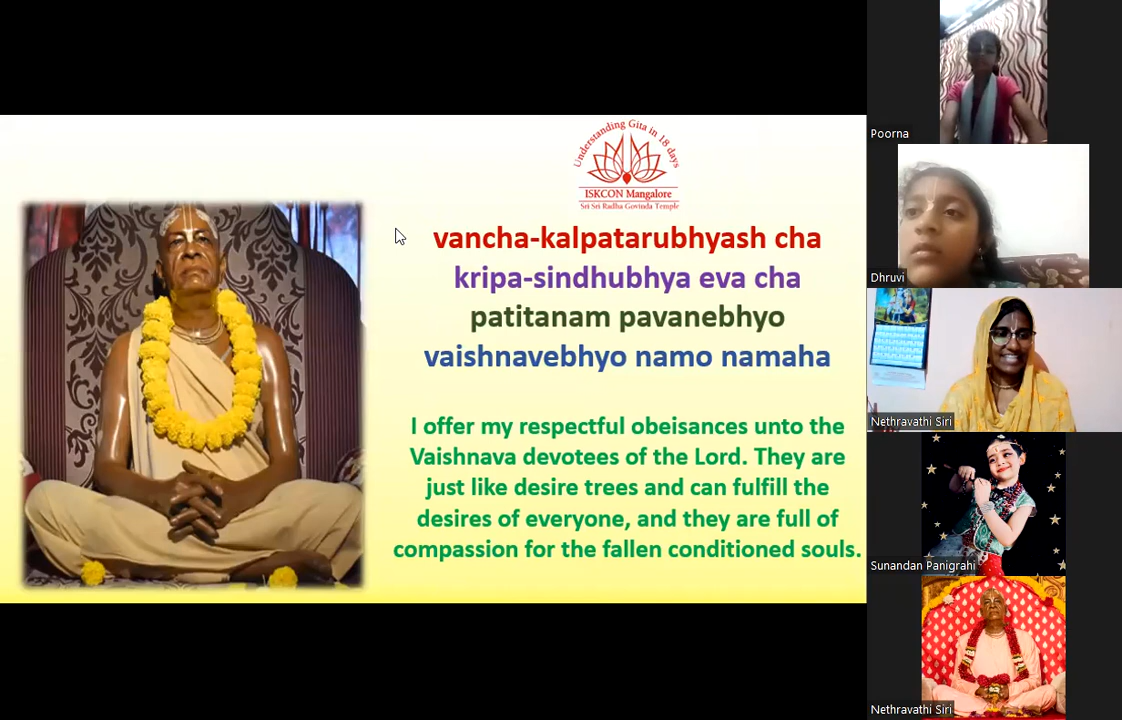 Understanding Gita in 18 days
ISKCON Mangalore
Sri Sri Radha Govinda Temple
vancha-kalpatarubhyash cha
kripa-sindhubhya eva cha
patitanam pavanebhyo
vaishnavebhyo namo namaha
I offer my respectful obeisances unto the
Vaishnava devotees of the Lord. They are
just like desire trees and can fulfill the
desires of everyone, and they are full of
compassion for the fallen conditioned souls.
Poorna
Dhruvi
Nethravathi Siri
Sunandan Panigrahi
Nethravathi Siri